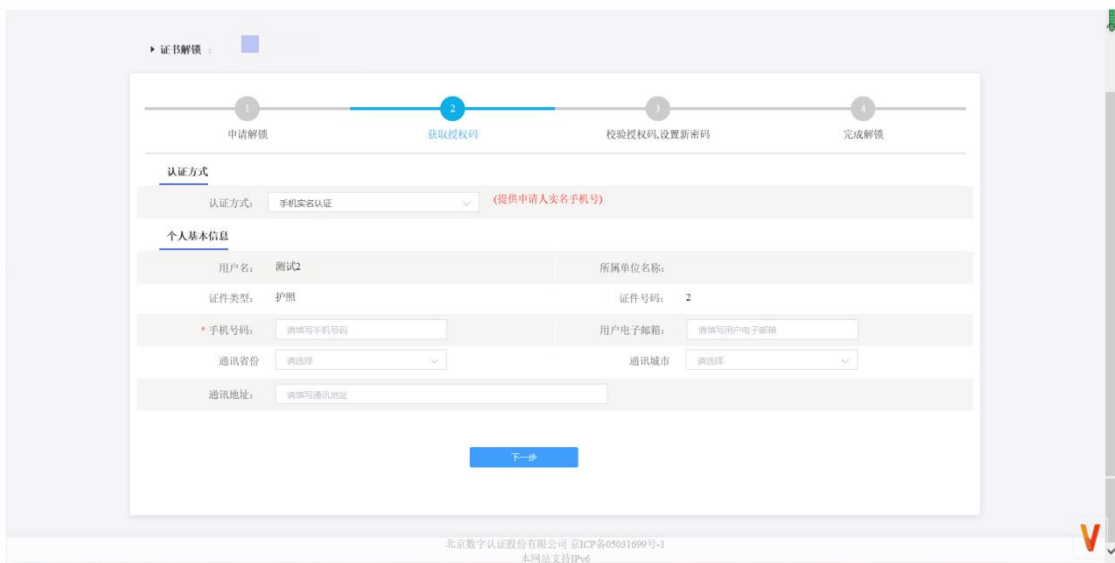 证书解锁：
1
2
3
4
申请解锁
获取授权码
校验授权码,设置新密码
完成解锁
认证方式
认证方式： 手机实名认证 (提供申请人实名手机号)
个人基本信息
用户名： 测试2 所属单位名称：
证件类型： 护照 证件号码： 2
* 手机号码： 请填写手机号码 用户电子邮箱： 请填写用户电子邮箱
通讯省份 请选择 通讯城市 请选择
通讯地址： 请填写通讯地址
下一步
北京数字认证股份有限公司 京ICP备05031699号-1
本网站支持IPv6